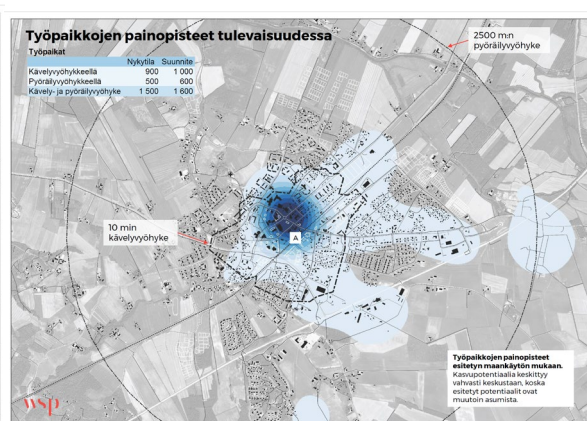 Työpaikkojen painopisteet tulevaisuudessa
Työpaikat
Nykytila Suunnite
Kävelyvyöhykkeellä 900 1 000
Pyöräilyvyöhykkeellä 500 600
Kävely- ja pyöräilyvyöhyke 1 500 1 600
2500 m:n
pyöräilyvyöhyke
10 min
kävelyvyöhyke
A
Työpaikkojen painopisteet
esitetyn maankäytön mukaan.
Kasvupotentiaalia keskittyy
vahvasti keskustaan, koska
esitetyt potentiaalit ovat
muutoin asumista.
wsp